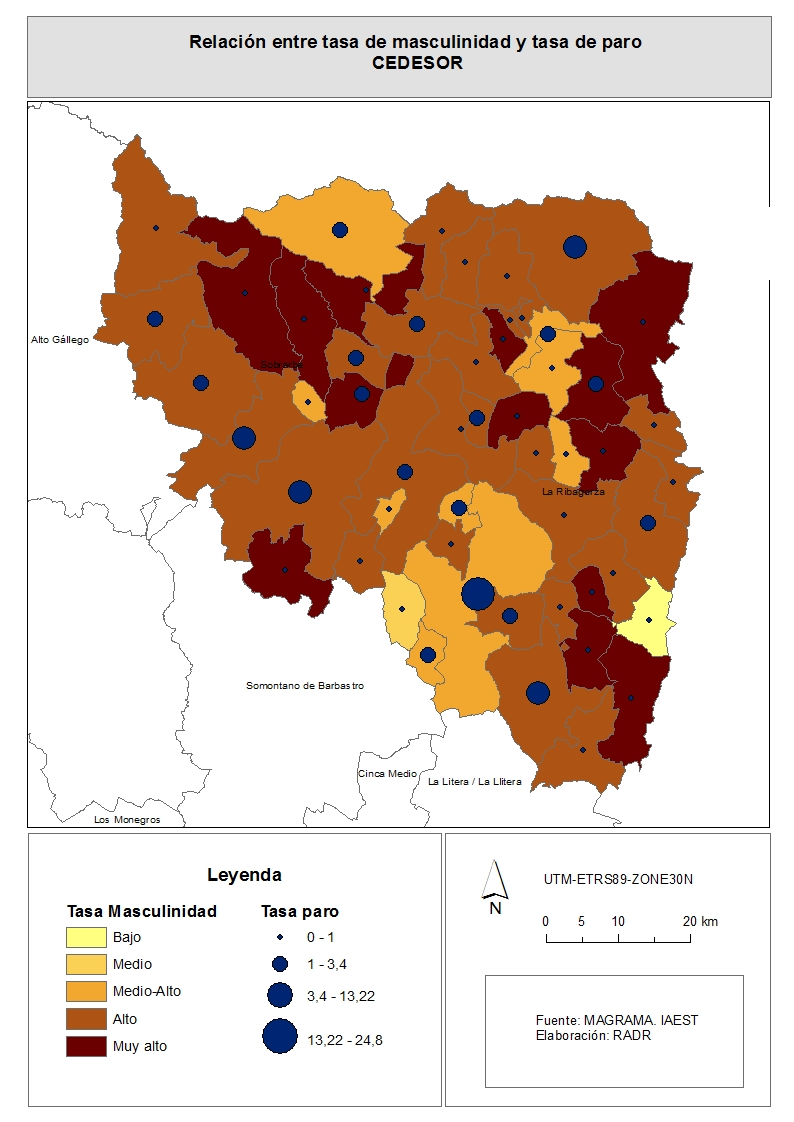 Relación entre tasa de masculinidad y tasa de paro
CEDESOR
Alto Gállego
Sobrarbe
La Ribagorza
Somontano de Barbastro
Cinca Medio
La Litera / La Llitera
Los Monegros
Leyenda
Tasa Masculinidad
Bajo
Medio
Medio-Alto
Alto
Muy alto
Tasa paro
0 - 1
1 - 3,4
3,4 - 13,22
13,22 - 24,8
N
UTM-ETRS89-ZONE30N
0 5 10 20 km
Fuente: MAGRAMA. IAEST
Elaboración: RADR